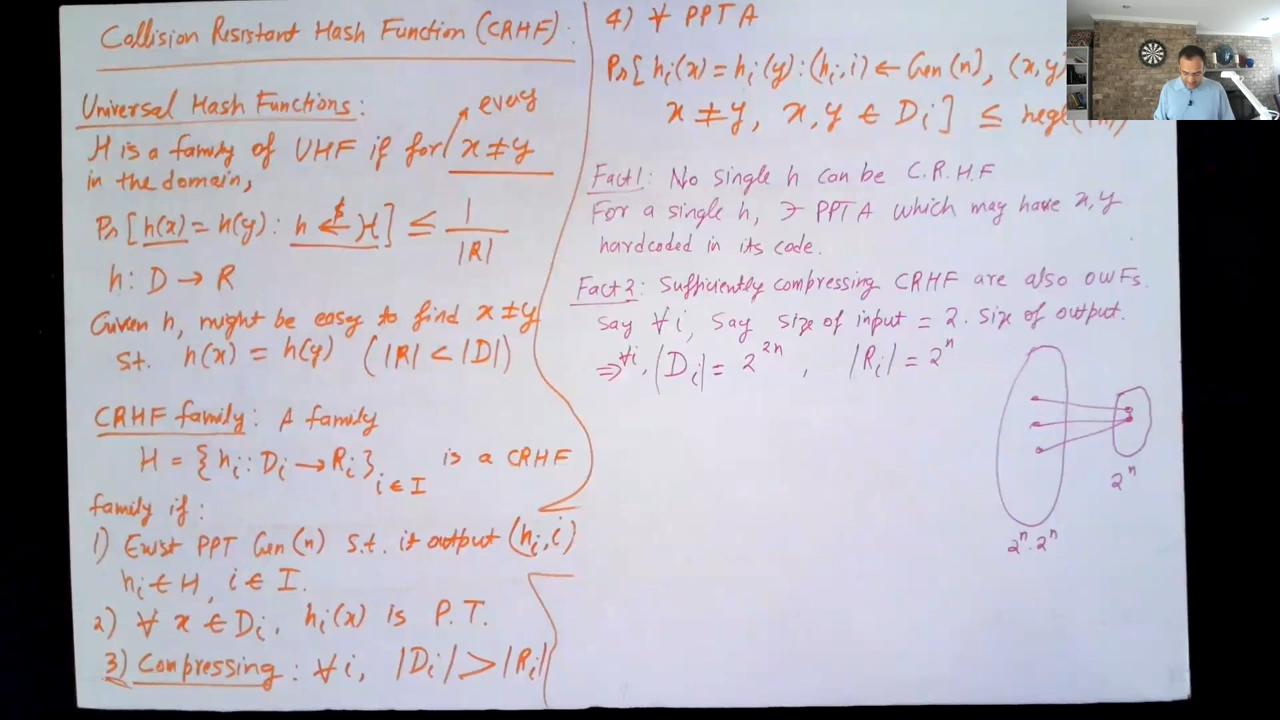 Collision Resistant Hash Function (CRHF):
Universal Hash Functions:
every
H is a family of UHF if for x ≠ y
in the domain,
Pr[h(x) = h(y): h ←$ H] ≤ 1/|R|
h: D → R
Given h, might be easy to find x ≠ y
st. h(x) = h(y) (|R| < |D|)
CRHF family: A family
H = {hi: Di → Ri}i∈I is a CRHF
family if:
1) Exist PPT Gen(n) s.t. it output (hi, i)
hi ∈ H, i ∈ I.
2) ∀ x ∈ Di, hi(x) is P.T.
3) Compressing: ∀i, |Di| > |Ri|
4) ∀ PPT A
Pr[hi(x) = hi(y): (hi, i) ← Gen(n), (x, y)
x ≠ y, x, y ∈ Di] ≤ negl(
Fact 1: No single h can be C.R.H.F
For a single h, ∃ PPT A which may have x, y
hardcoded in its code.
Fact 2: Sufficiently compressing CRHF are also OWFs.
Say ∀i, Say size of input = 2. size of output.
⇒ ∀i, |Di| = 2^2n, |Ri| = 2^n
2^n
2^n. 2^n